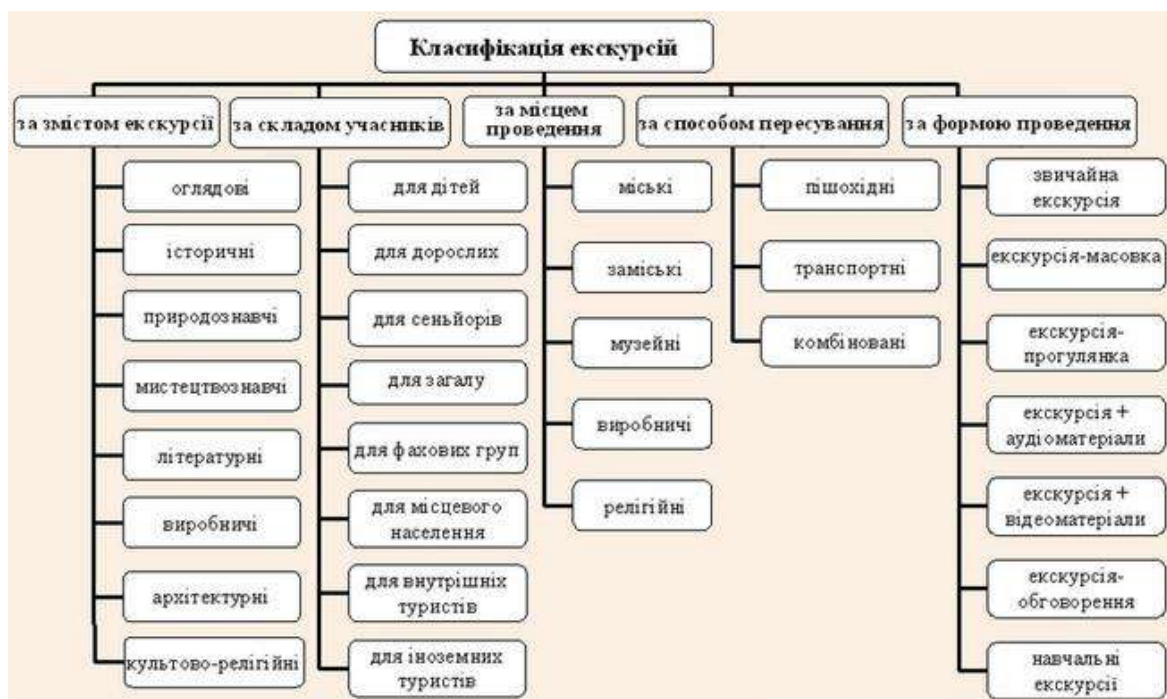 Класифікація екскурсій
за змістом екскурсії
оглядові
історичні
природознавчі
мистецтвознавчі
літературні
виробничі
архітектурні
культово-релігійні
за складом учасників
для дітей
для дорослих
для сеньйорів
для загалу
для фахових груп
для місцевого
населення
для внутрішніх
туристів
для іноземних
туристів
за місцем
проведення
міські
заміські
музейні
виробничі
релігійні
за способом пересування
пішохідні
транспортні
комбіновані
за формою проведення
звичайна
екскурсія
екскурсія-масовка
екскурсія-
прогулянка
екскурсія +
аудіоматеріали
екскурсія +
відеоматеріали
екскурсія-
обговорення
навчальні
екскурсії